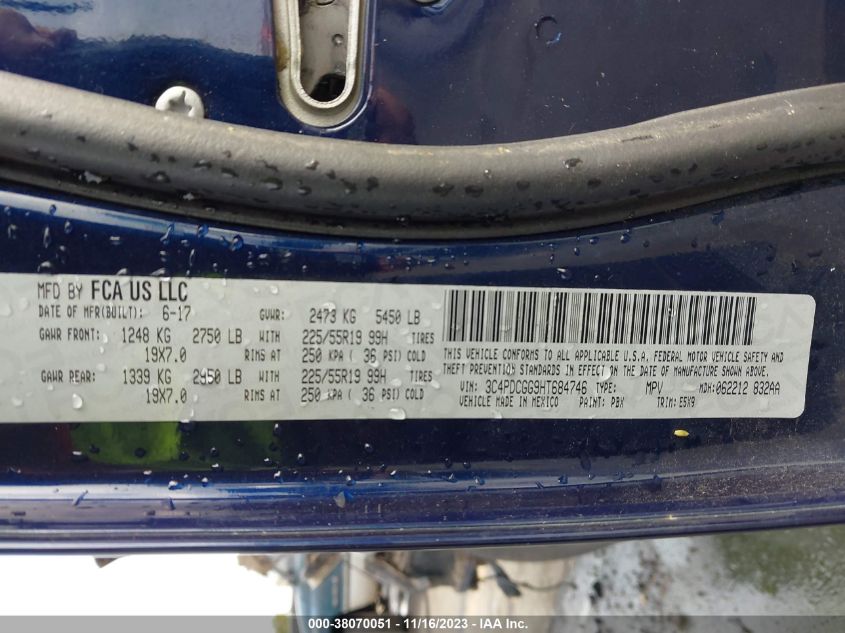 MFD BY FCA US LLC
DATE OF MFR(BUILT): 6-17 GVWR: 2473 KG 5450 LB
GAWR FRONT: 1248 KG 2750 LB WITH 225/55R19 99H TIRES
19X7.0 RIMS AT 250 KPA ( 36 PSI) COLD
GAWR REAR: 1339 KG 2950 LB WITH 225/55R19 99H TIRES
19X7.0 RIMS AT 250 KPA ( 36 PSI) COLD
THIS VEHICLE CONFORMS TO ALL APPLICABLE U.S.A. FEDERAL MOTOR VEHICLE SAFETY AND
THEFT PREVENTION STANDARDS IN EFFECT ON THE DATE OF MANUFACTURE SHOWN ABOVE.
VIN: 3C4PDCGG9HT684746 TYPE: MPV MDH: 062212 832AA
VEHICLE MADE IN MEXICO PAINT: PBX TRIM: E5X9
000-38070051 - 11/16/2023 - IAA Inc.